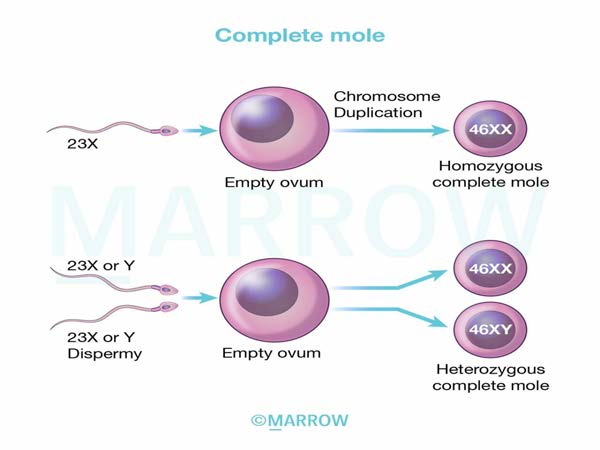 Complete mole
23X
Empty ovum
Chromosome
Duplication
46XX
Homozygous
complete mole
MARROW
23X or Y
23X or Y
Dispermy
Empty ovum
46XX
46XY
Heterozygous
complete mole
©MARROW